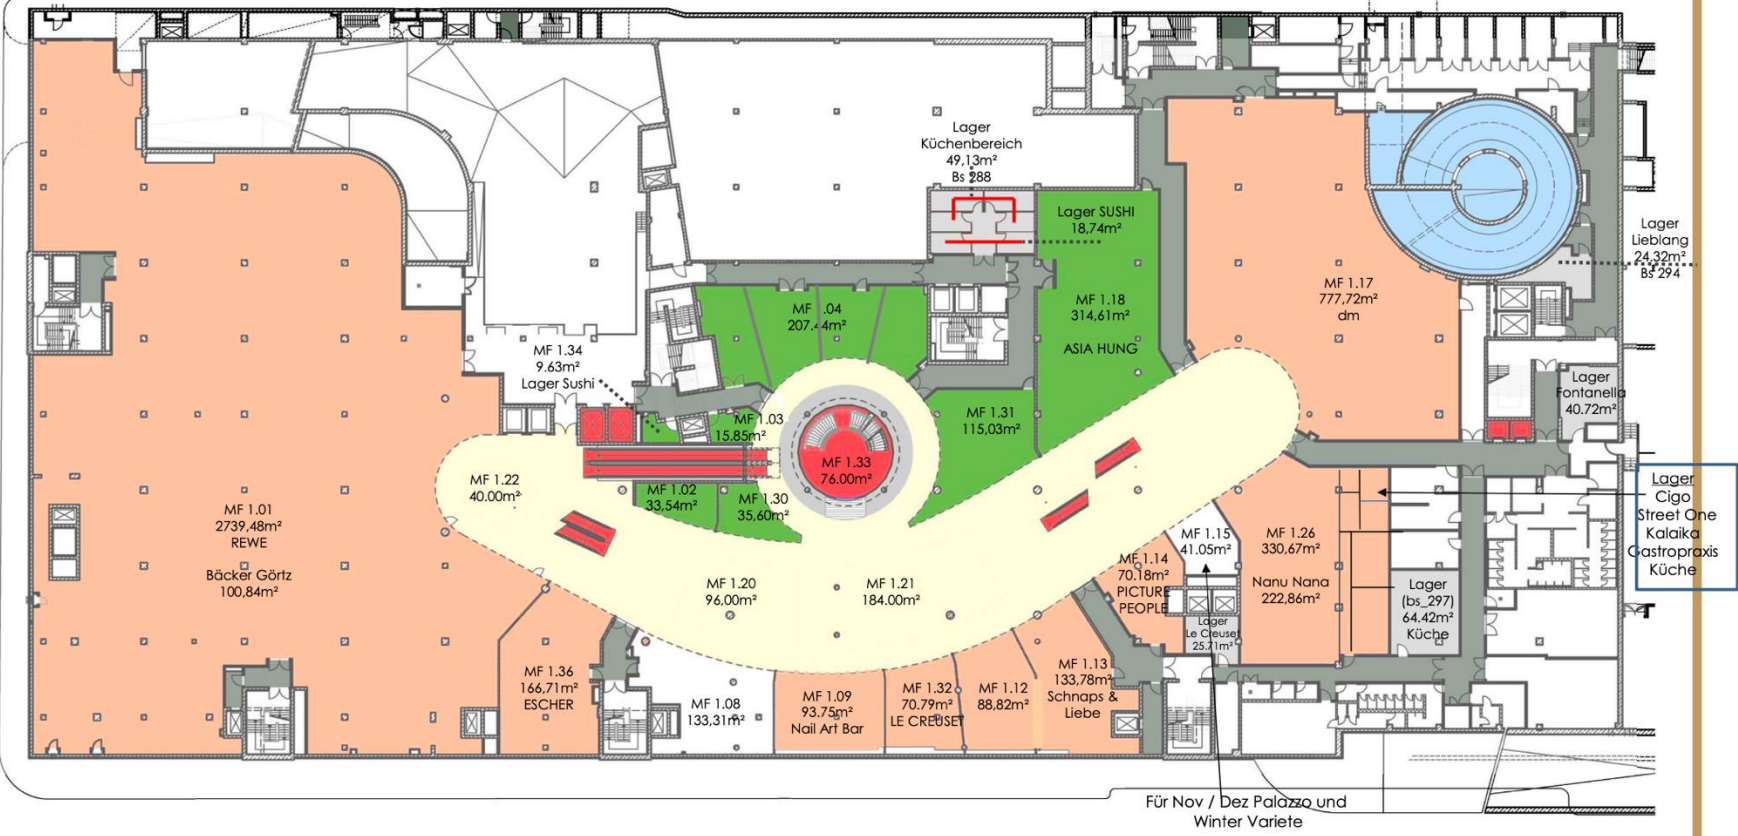 Lager
Küchenbereich
49,13m²
Bs 288
Lager SUSHI
18,74m²
Lager
Lieblang
24,32m²
Bs 294
MF 1.17
777,72m²
dm
MF 1.18
314,61m²
ASIA HUNG
MF 1.04
207.44m²
MF 1.34
9.63m²
Lager Sushi
Lager
Fontanella
40.72m²
MF 1.03
15.85m²
MF 1.31
115,03m²
MF 1.33
76.00m²
MF 1.22
40.00m²
MF 1.02
33,54m²
MF 1.30
35,60m²
Lager
Cigo
Street One
Kalaika
Gastropraxis
Küche
MF 1.01
2739,48m²
REWE
Bäcker Görtz
100,84m²
MF 1.15
41.05m²
MF 1.26
330,67m²
Nanu Nana
222,86m²
MF 1.14
70.18m²
PICTURE
PEOPLE
MF 1.20
96,00m²
MF 1.21
184.00m²
Lager
(bs_297)
64.42m²
Küche
Lager
Le Creuset
25.71m²
MF 1.36
166,71m²
ESCHER
MF 1.08
133,31m²
MF 1.09
93.75m²
Nail Art Bar
MF 1.32
70.79m²
LE CREUSET
MF 1.12
88,82m²
MF 1.13
133,78m²
Schnaps &
Liebe
Für Nov / Dez Palazzo und
Winter Variete